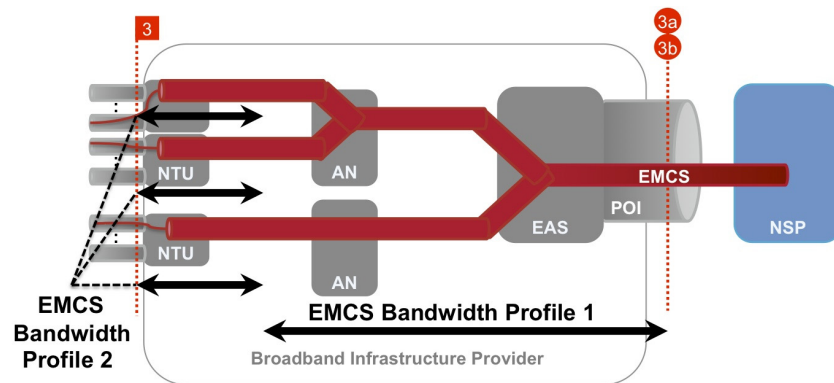 3
3a
3b
NTU
AN
EMCS
POI
NTU
EAS
NSP
AN
EMCS
Bandwidth
Profile 2
EMCS Bandwidth Profile 1
Broadband Infrastructure Provider